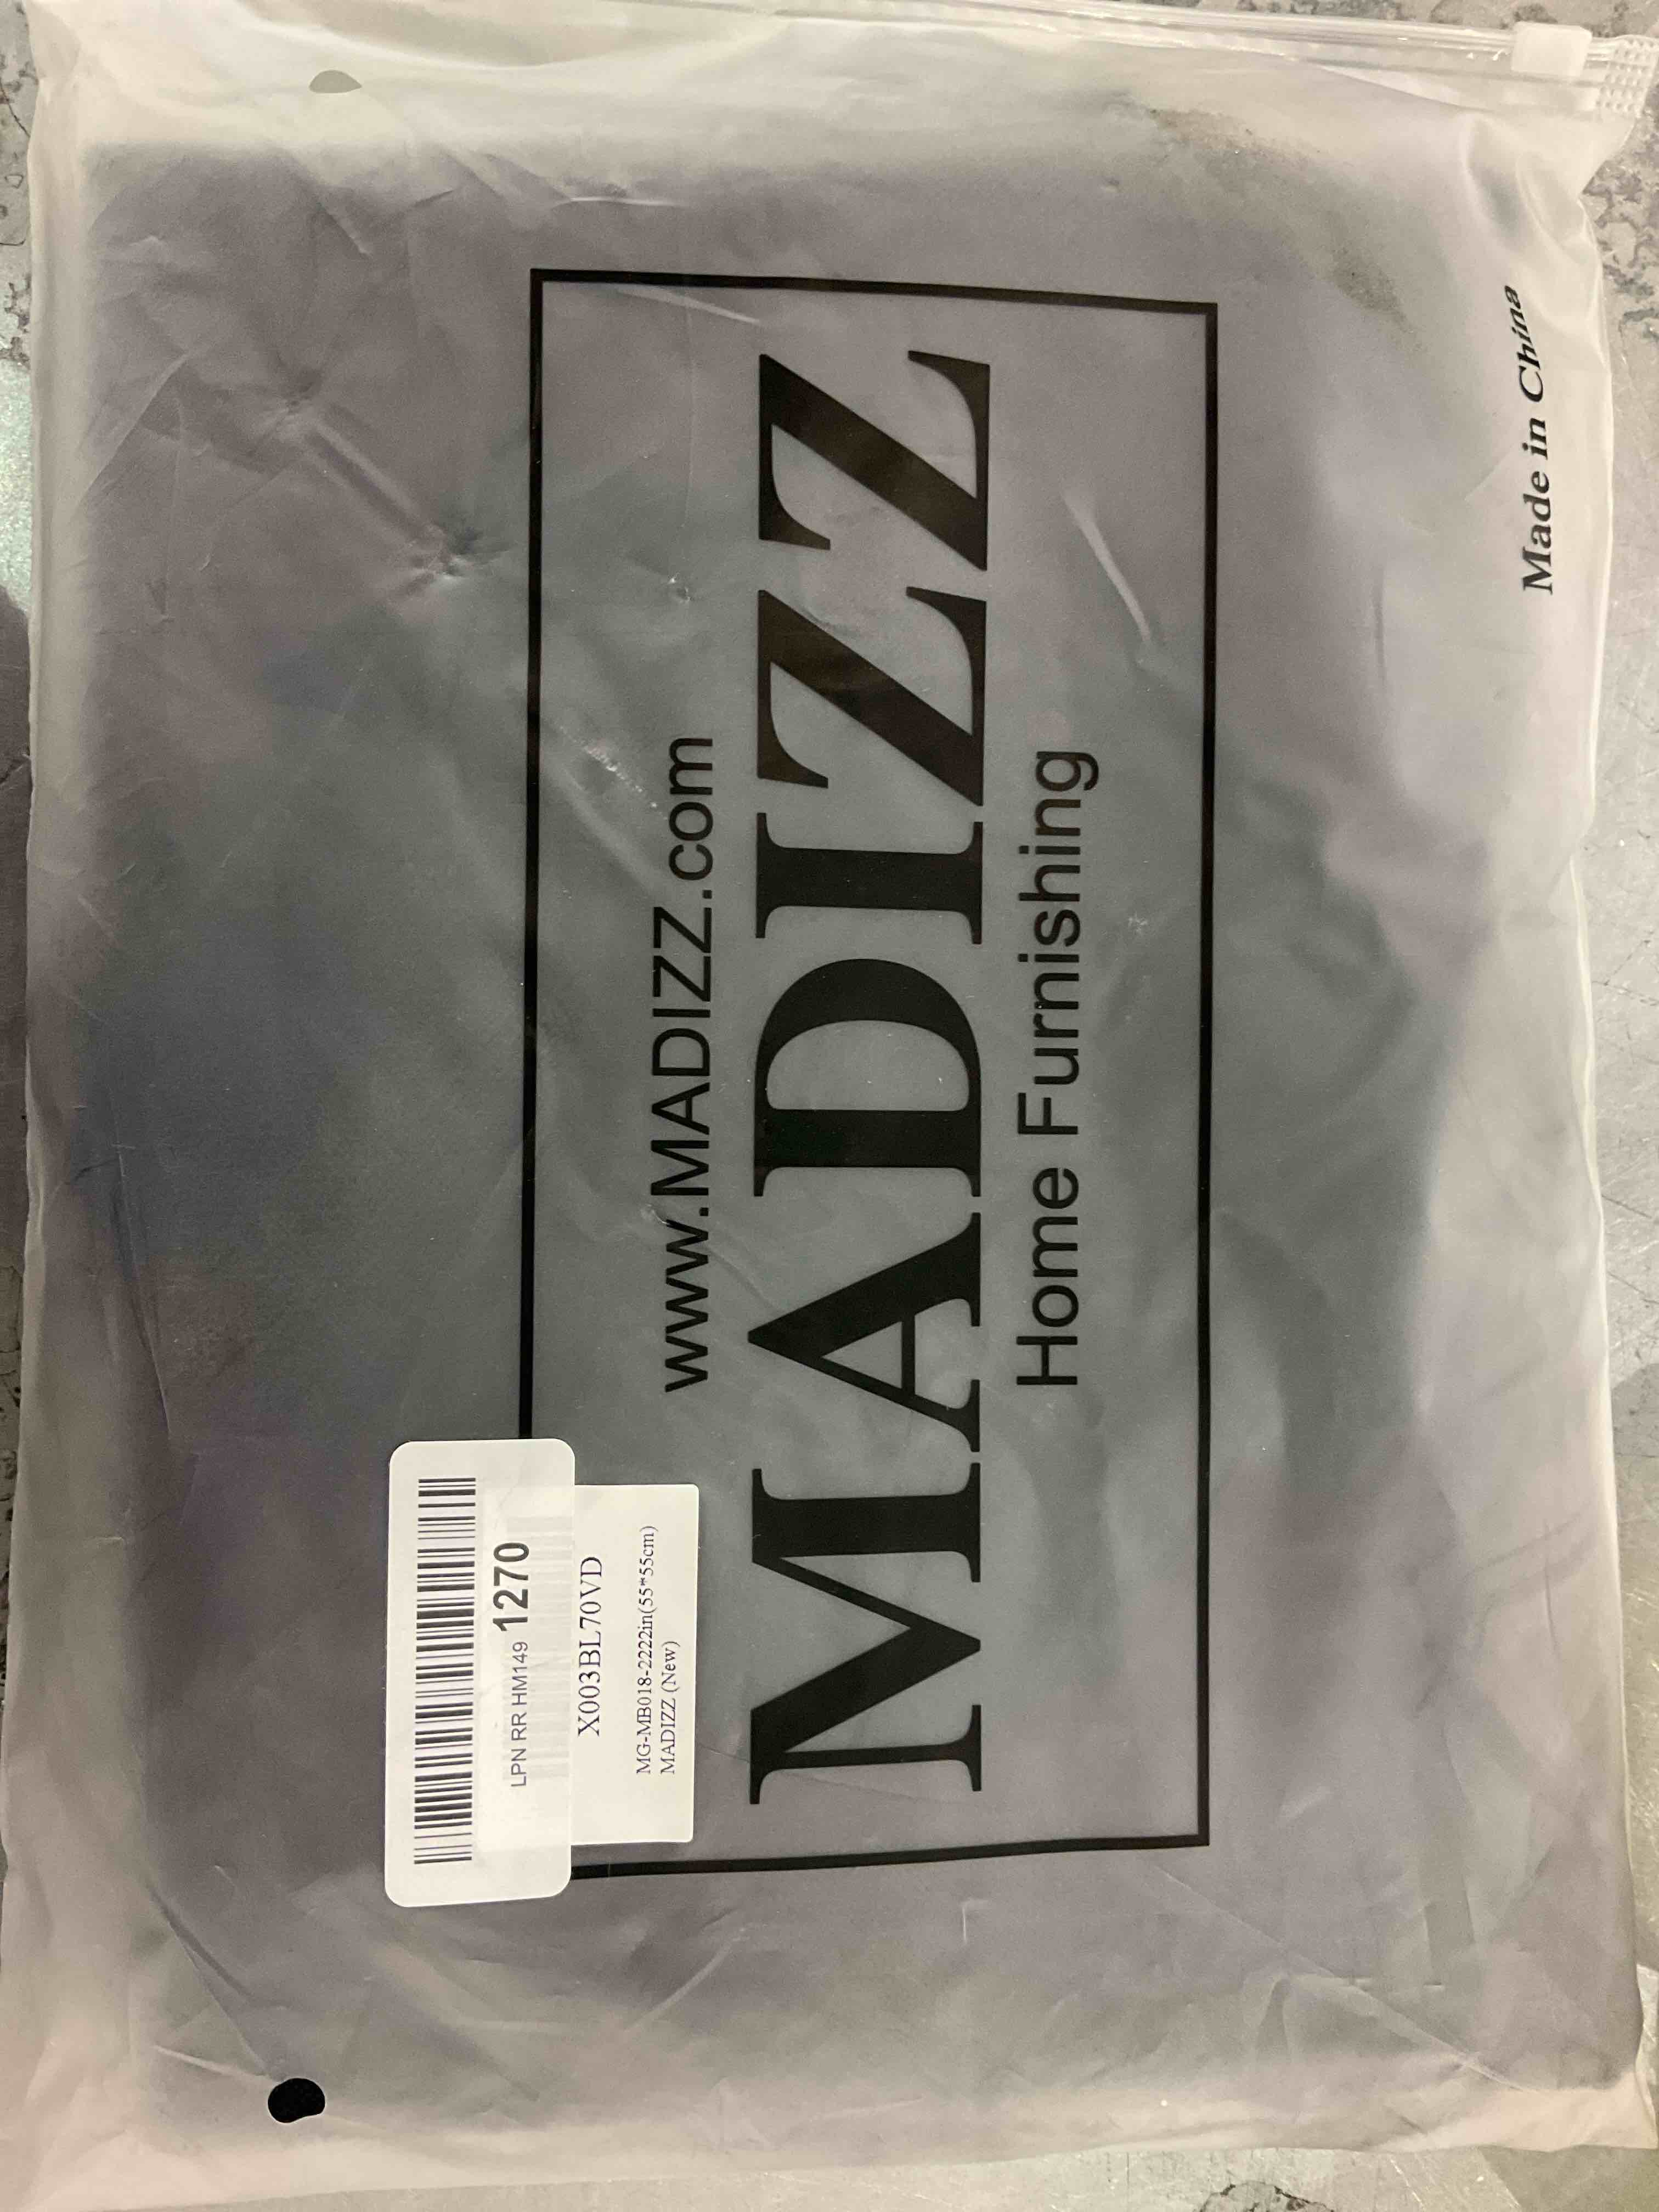 LPN RR HM149 1270
X003BL70VD
MG-MB018-2222in(55*55cm)
MADIZZ (New)
www.MADIZZ.com
MADIZZ
Home Furnishing
Made in China